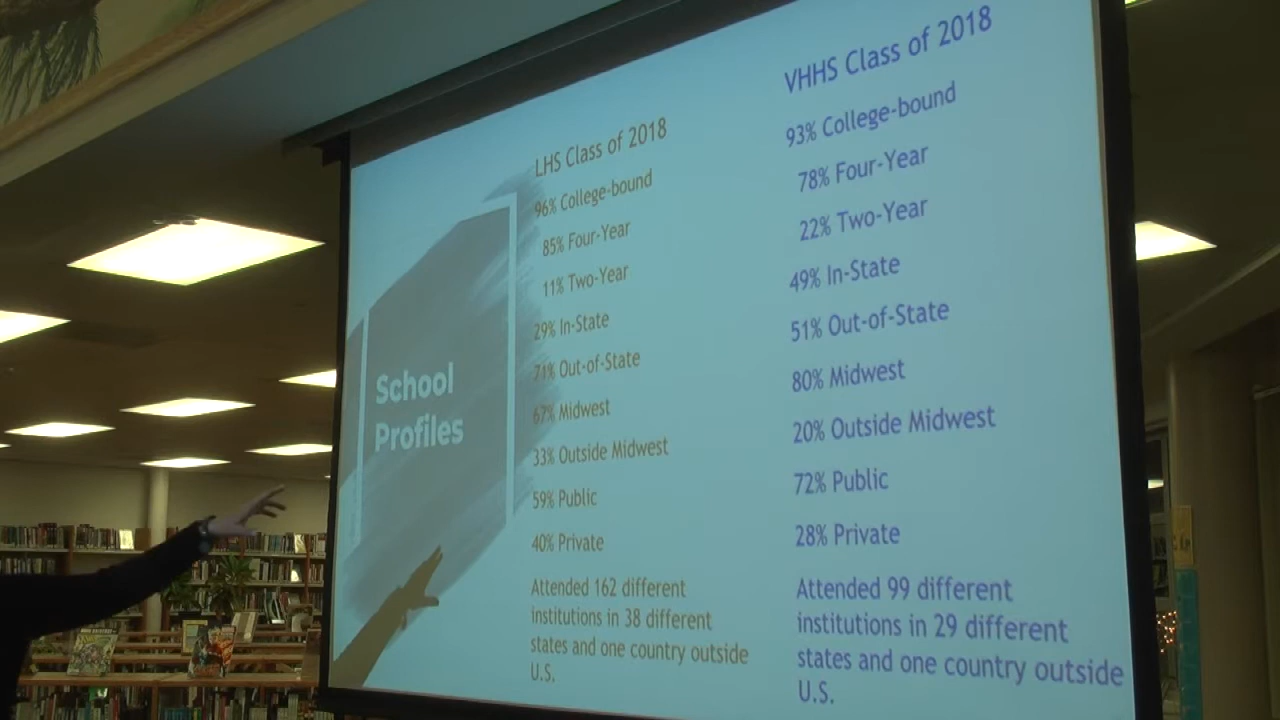 School
Profiles
LHS Class of 2018
96% College-bound
85% Four-Year
11% Two-Year
29% In-State
71% Out-of-State
67% Midwest
33% Outside Midwest
59% Public
40% Private
Attended 162 different
institutions in 38 different
states and one country outside
U.S.
VHHS Class of 2018
93% College-bound
78% Four-Year
22% Two-Year
49% In-State
51% Out-of-State
80% Midwest
20% Outside Midwest
72% Public
28% Private
Attended 99 different
institutions in 29 different
states and one country outside
U.S.